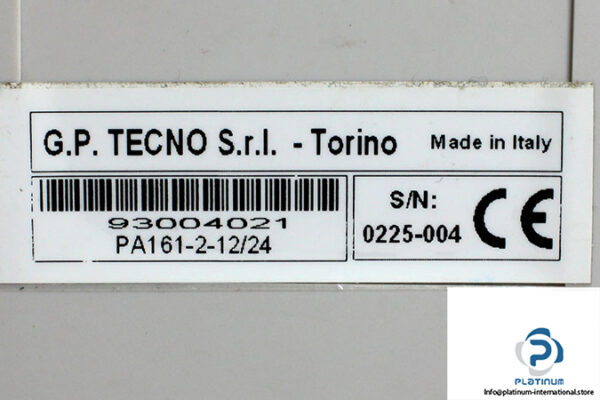 G.P. TECNO S.r.l. - Torino Made in Italy
93004021
PA161-2-12/24
S/N:
0225-004
CE
PLATINUM
Info@platinum-international.store